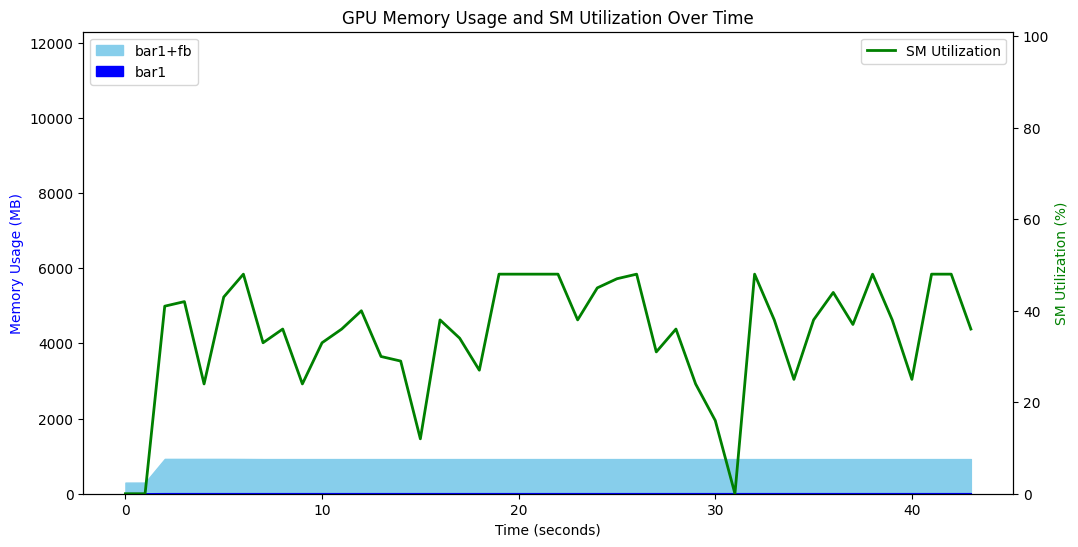 GPU Memory Usage and SM Utilization Over Time
bar1+fb
bar1
SM Utilization
Memory Usage (MB)
12000
10000
8000
6000
4000
2000
0
100
80
60
40
20
0
SM Utilization (%)
0
10
20
30
40
Time (seconds)